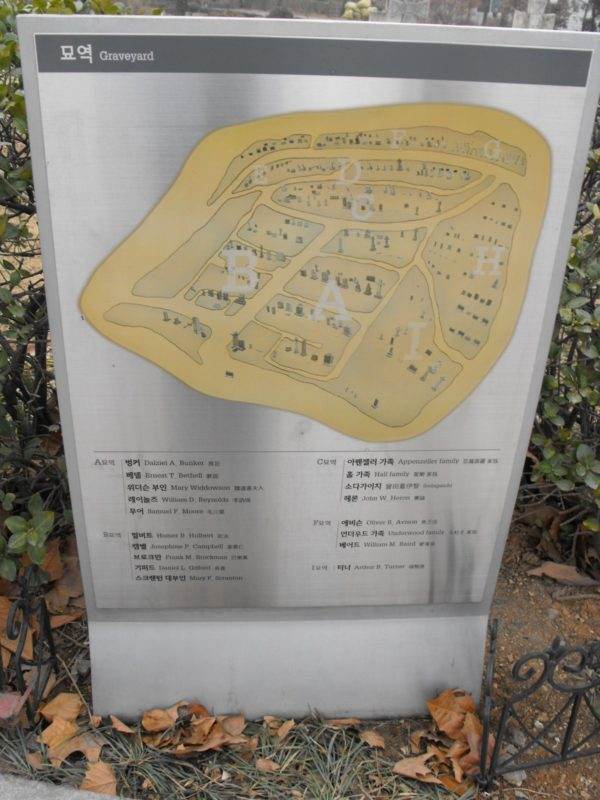 묘역 Graveyard
F
G
E
D
C
B
A
H
I
A묘역 벙커 Dalziel A. Bunker
베델 Ernest T. Bethell
위더슨 부인 Mary Widdowson
레이놀즈 William D. Reynolds
무어 Samuel F. Moore
B묘역 헐버트 Homer B. Hulbert
캠벨 Josephine P. Campbell
브로크만 Frank M. Brockman
기퍼드 Daniel L. Gifford
스크랜턴 대부인 Mary F. Scranton
C묘역 아펜젤러 가족 Appenzeller family
홀 가족 Hall family
소다가이치 曾田嘉伊智 Sodagaichi
헤론 John W. Heron
F묘역 에비슨 Oliver R. Avison
언더우드 가족 Underwood family
베어드 William M. Baird
I묘역 터너 Arthur B. Turner